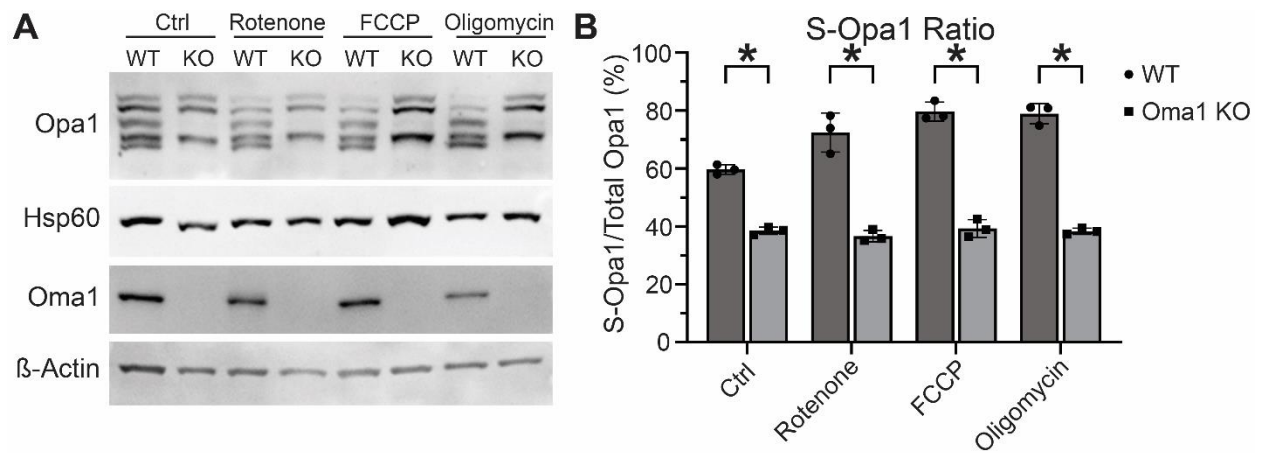 A
Ctrl Rotenone FCCP Oligomycin
WT KO WT KO WT KO WT KO
Opa1
Hsp60
Oma1
ß-Actin
B
S-Opa1 Ratio
S-Opa1/Total Opa1 (%)
100
80
60
40
20
0
* * * *
WT
Oma1 KO
Ctrl
Rotenone
FCCP
Oligomycin